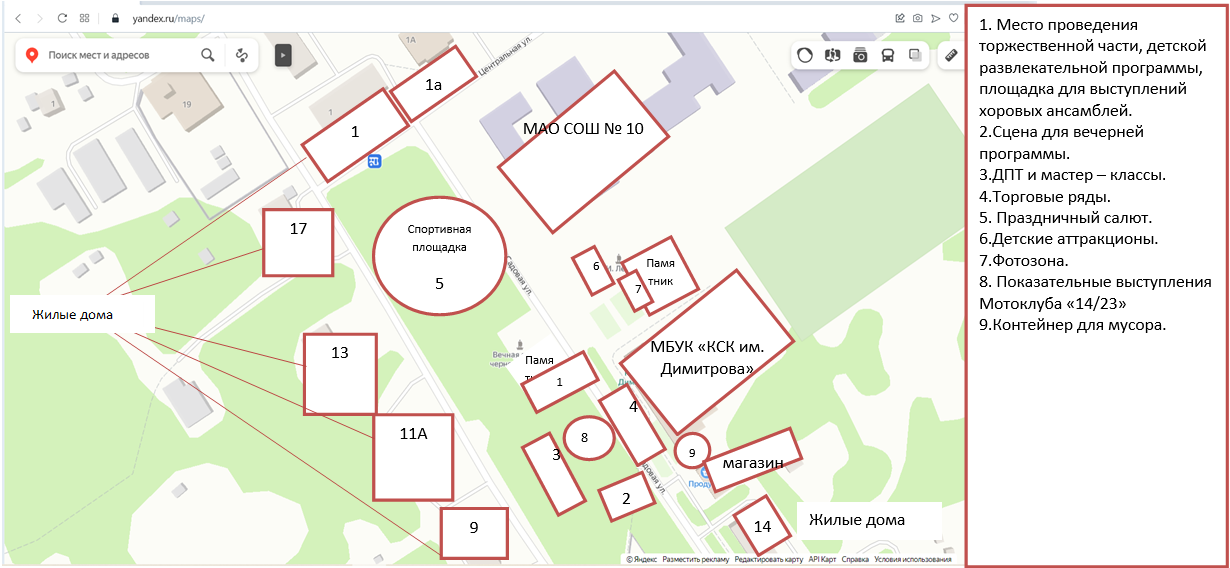 yandex.ru/maps/
Поиск мест и адресов
1А
Центральная ул.
1
19
1
1а
1
МАО СОШ № 10
17
Спортивная
площадка
5
Садовая ул.
6
7
Памя
тник
Жилые дома
13
Памя
1
МБУК «КСК им.
Димитрова»
4
11А
8
3
9
магазин
2
9
14
Жилые дома
© Яндекс Разместить рекламу Редактировать карту API Карт Справка Условия использования
1. Место проведения
торжественной части, детской
развлекательной программы,
площадка для выступлений
хоровых ансамблей.
2.Сцена для вечерней
программы.
3.ДПТ и мастер – классы.
4.Торговые ряды.
5. Праздничный салют.
6.Детские аттракционы.
7.Фотозона.
8. Показательные выступления
Мотоклуба «14/23»
9.Контейнер для мусора.